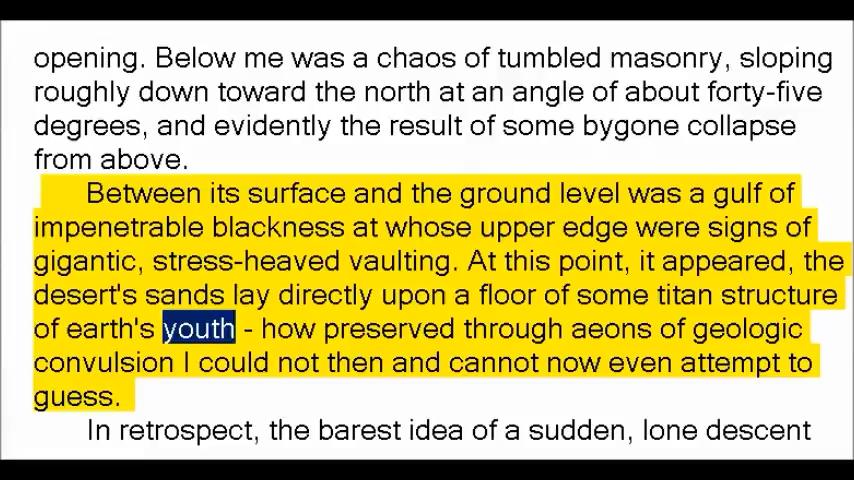 opening. Below me was a chaos of tumbled masonry, sloping
roughly down toward the north at an angle of about forty-five
degrees, and evidently the result of some bygone collapse
from above.
Between its surface and the ground level was a gulf of
impenetrable blackness at whose upper edge were signs of
gigantic, stress-heaved vaulting. At this point, it appeared, the
desert's sands lay directly upon a floor of some titan structure
of earth's youth - how preserved through aeons of geologic
convulsion I could not then and cannot now even attempt to
guess.
In retrospect, the barest idea of a sudden, lone descent